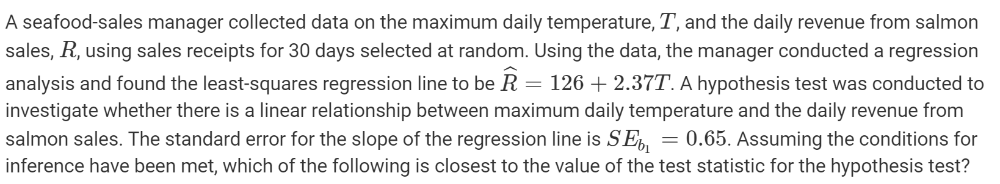 A seafood-sales manager collected data on the maximum daily temperature, T, and the daily revenue from salmon
sales, R, using sales receipts for 30 days selected at random. Using the data, the manager conducted a regression
analysis and found the least-squares regression line to be R̂ = 126 + 2.37T. A hypothesis test was conducted to
investigate whether there is a linear relationship between maximum daily temperature and the daily revenue from
salmon sales. The standard error for the slope of the regression line is SE_{b₁} = 0.65. Assuming the conditions for
inference have been met, which of the following is closest to the value of the test statistic for the hypothesis test?